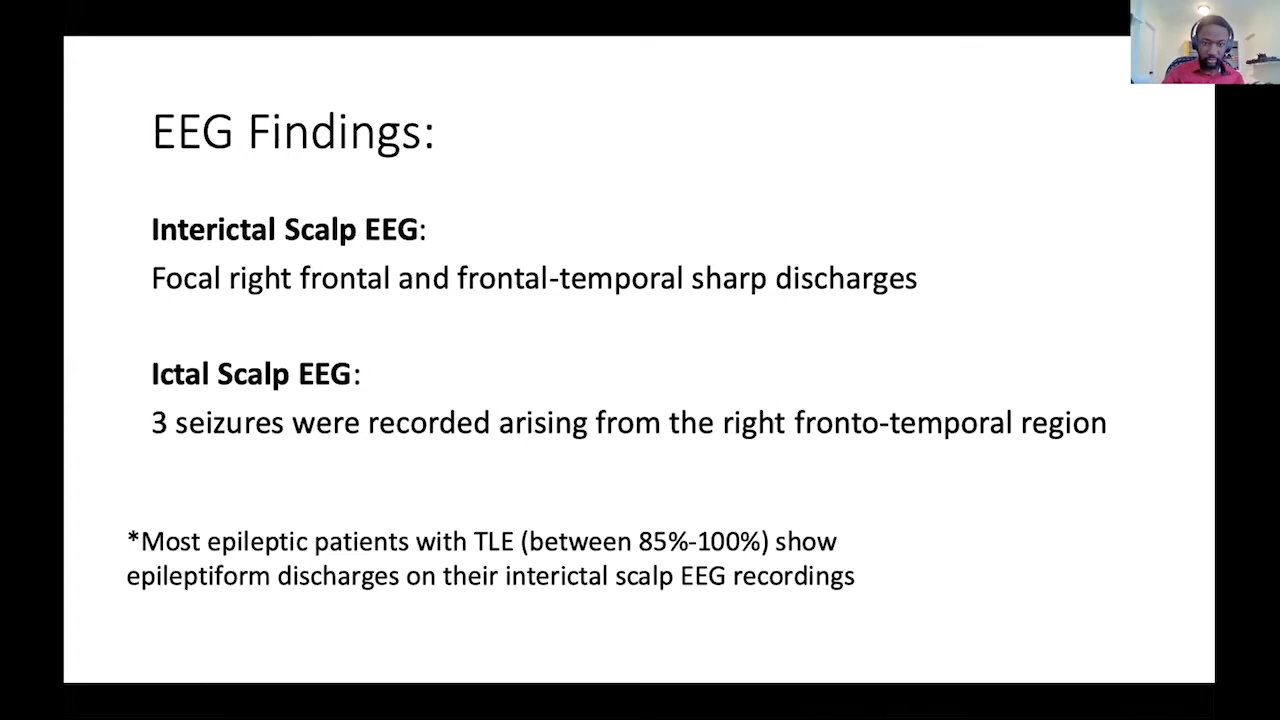 EEG Findings:
Interictal Scalp EEG:
Focal right frontal and frontal-temporal sharp discharges
Ictal Scalp EEG:
3 seizures were recorded arising from the right fronto-temporal region
*Most epileptic patients with TLE (between 85%-100%) show
epileptiform discharges on their interictal scalp EEG recordings